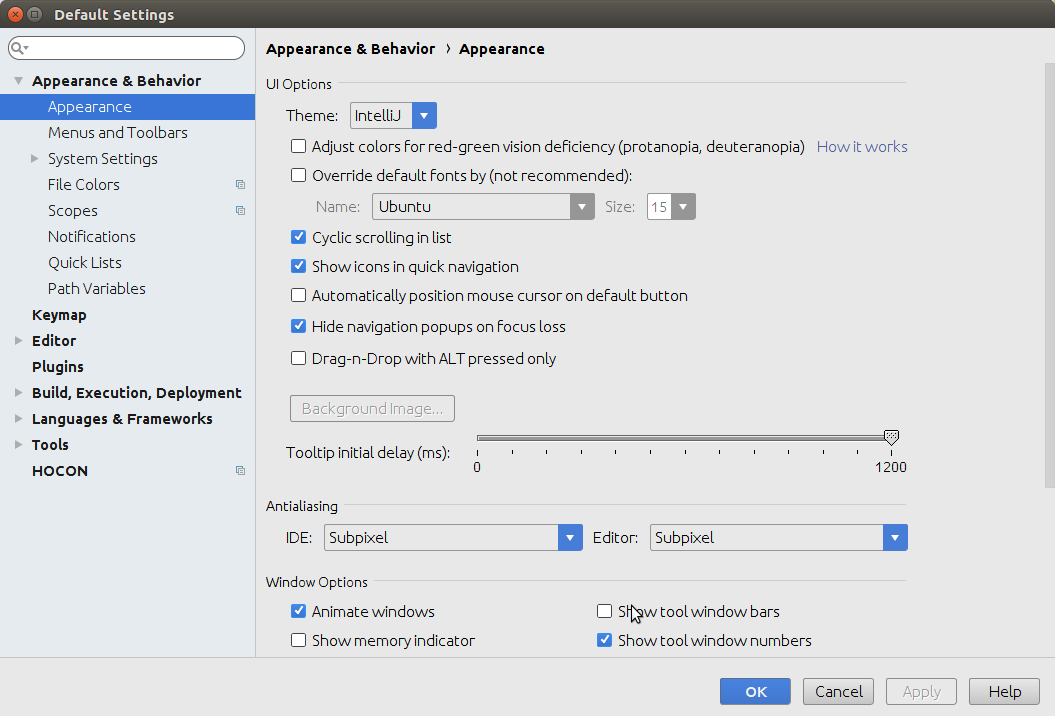 Default Settings
Appearance & Behavior
Appearance
Menus and Toolbars
System Settings
File Colors
Scopes
Notifications
Quick Lists
Path Variables
Keymap
Editor
Plugins
Build, Execution, Deployment
Languages & Frameworks
Tools
HOCON
Appearance & Behavior › Appearance
UI Options
Theme: IntelliJ
Adjust colors for red-green vision deficiency (protanopia, deuteranopia) How it works
Override default fonts by (not recommended):
Name: Ubuntu Size: 15
Cyclic scrolling in list
Show icons in quick navigation
Automatically position mouse cursor on default button
Hide navigation popups on focus loss
Drag-n-Drop with ALT pressed only
Background Image...
Tooltip initial delay (ms):
0 1200
Antialiasing
IDE: Subpixel Editor: Subpixel
Window Options
Animate windows Show tool window bars
Show memory indicator Show tool window numbers
OK Cancel Apply Help